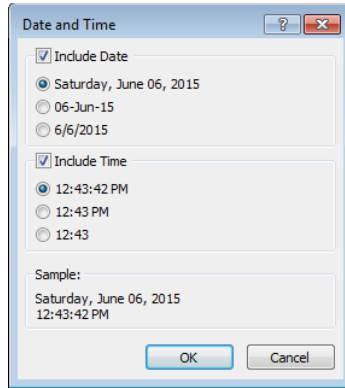 Date and Time
Include Date
Saturday, June 06, 2015
06-Jun-15
6/6/2015
Include Time
12:43:42 PM
12:43 PM
12:43
Sample:
Saturday, June 06, 2015
12:43:42 PM
OK Cancel